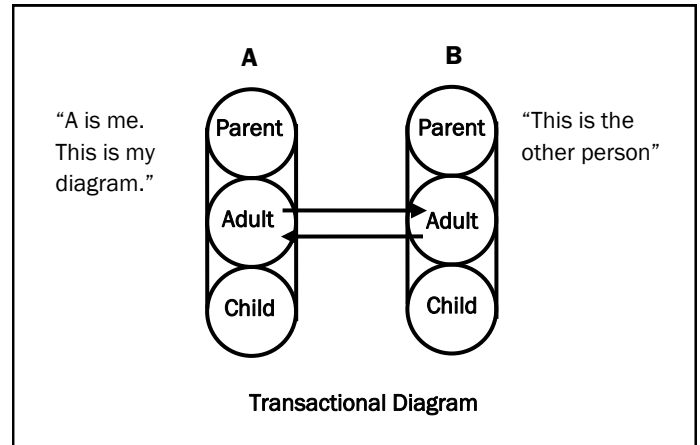 A B
"A is me.
This is my
diagram."
Parent Parent
"This is the
other person"
Adult Adult
Child Child
Transactional Diagram